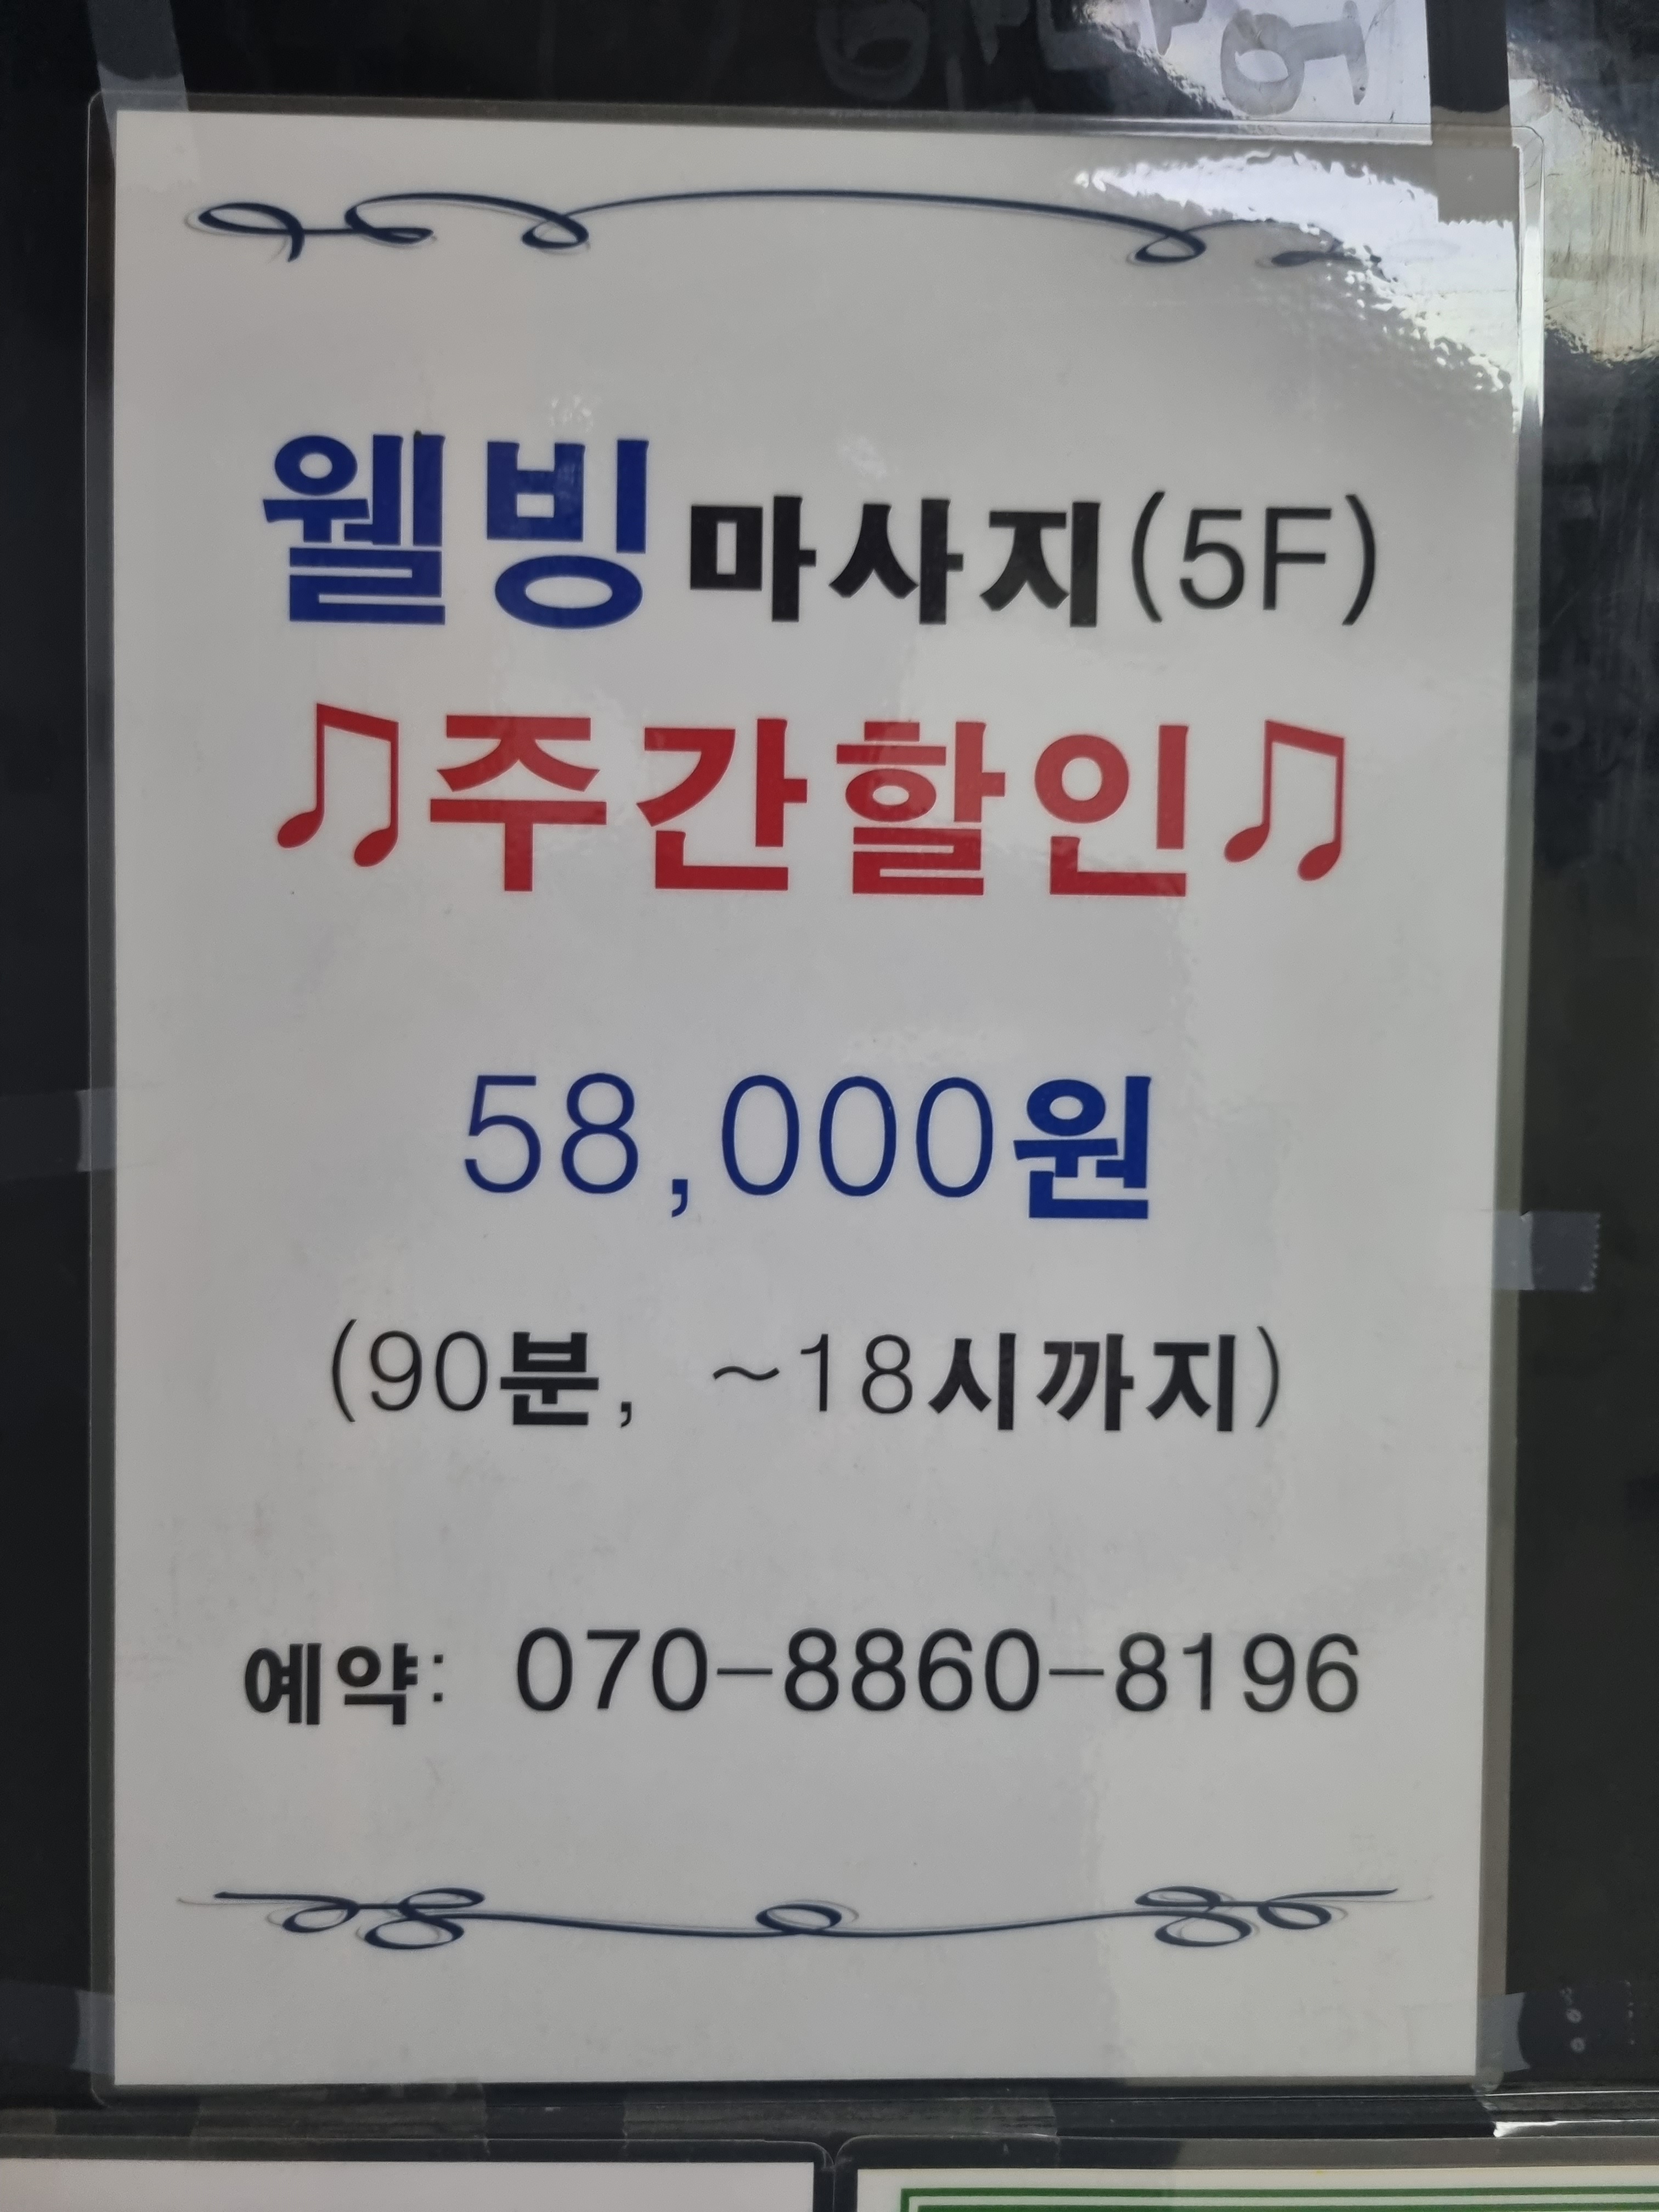 웰빙마사지(5F)
♫주간할인♫
58,000원
(90분, ~18시까지)
예약: 070-8860-8196